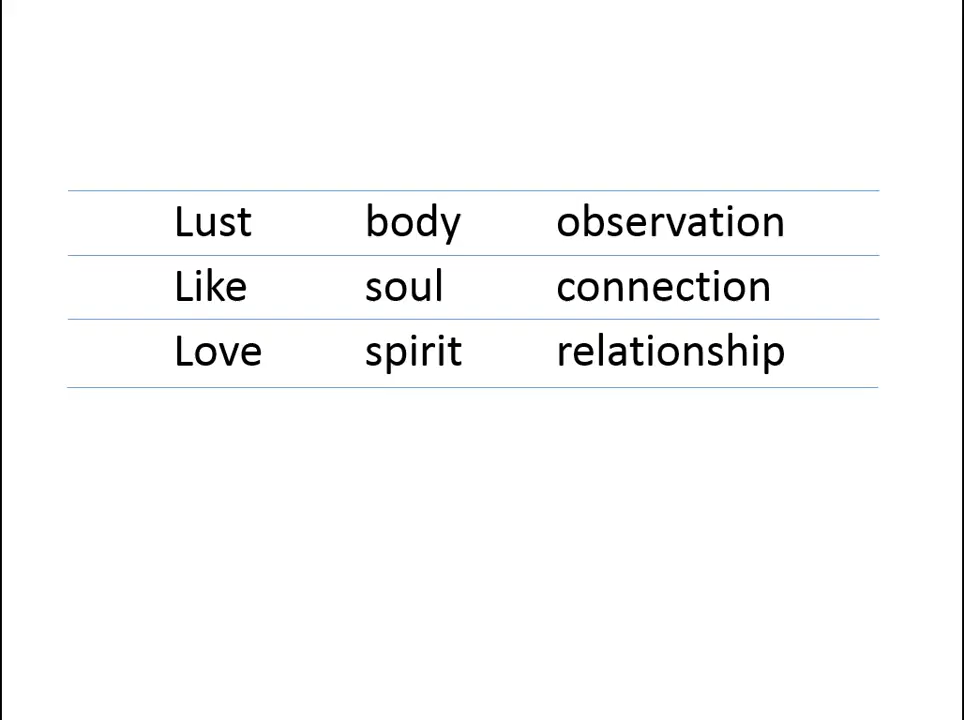 Lust body observation
Like soul connection
Love spirit relationship